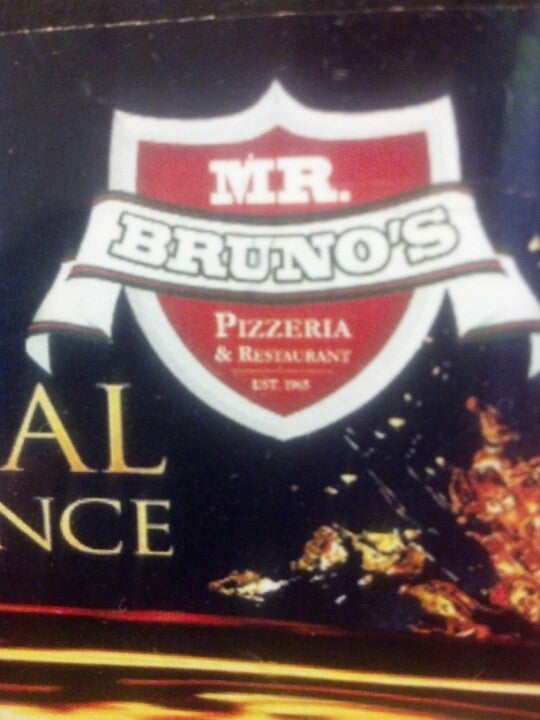 MR.
BRUNO'S
PIZZERIA
& RESTAURANT
EST. 1965
AL
NCE